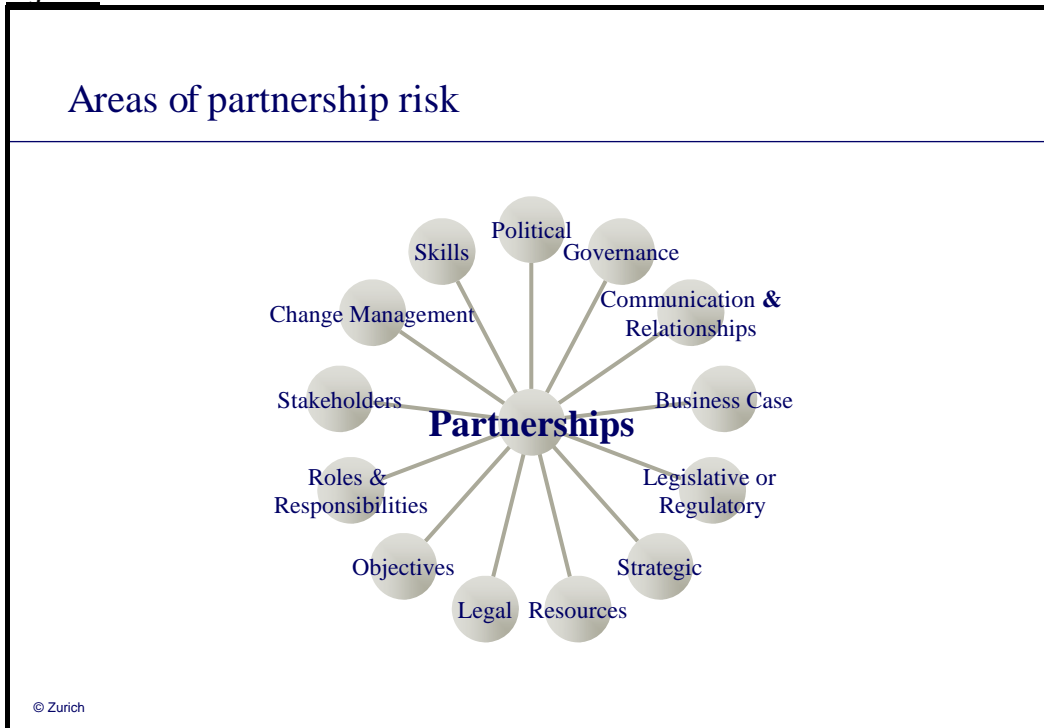 Areas of partnership risk
Political
Skills
Governance
Communication &
Relationships
Change Management
Stakeholders
Business Case
Partnerships
Roles &
Responsibilities
Legislative or
Regulatory
Objectives
Strategic
Legal
Resources
© Zurich